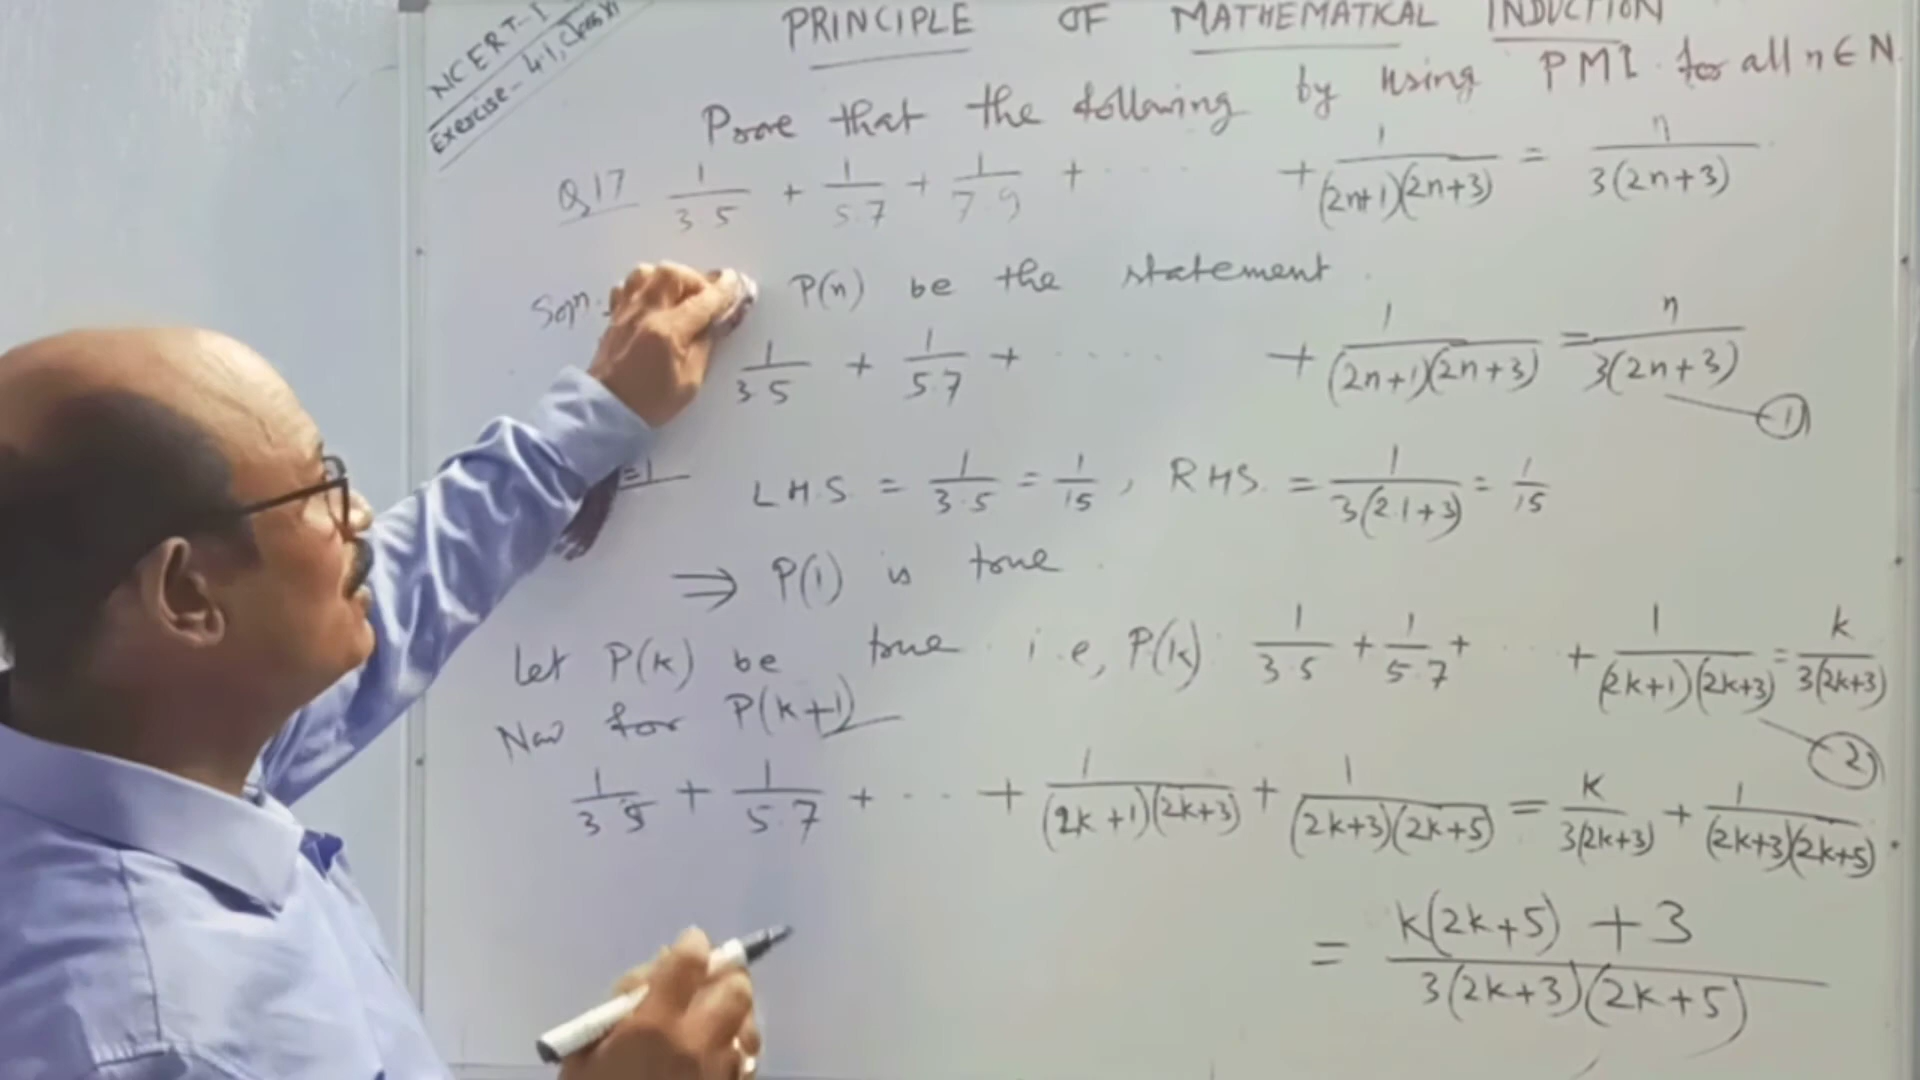 NCERT-
Exercise-4.1, Class XI
PRINCIPLE OF MATHEMATICAL INDUCTION
Prove that the following by using PMI for all n ∈ N
Q.17 1/3.5 + 1/5.7 + 1/7.9 + ..... + 1/(2n+1)(2n+3) = n/3(2n+3)
Soln. P(n) be the statement
1/3.5 + 1/5.7 + ..... + 1/(2n+1)(2n+3) = n/3(2n+3) —①
=1 L.H.S. = 1/3.5 = 1/15, RHS. = 1/3(2.1+3) = 1/15
⇒ P(1) is true.
Let P(k) be true i.e, P(k): 1/3.5 + 1/5.7 + .. + 1/(2k+1)(2k+3) = k/3(2k+3) —②
Now for P(k+1)
1/3.5 + 1/5.7 + ... + 1/(2k+1)(2k+3) + 1/(2k+3)(2k+5) = k/3(2k+3) + 1/(2k+3)(2k+5).
= k(2k+5) + 3/3(2k+3)(2k+5)